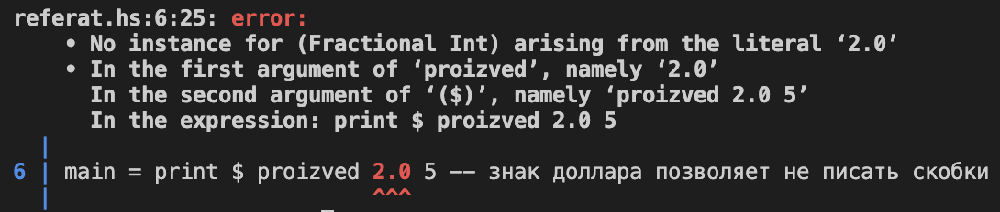 referat.hs:6:25: error:
• No instance for (Fractional Int) arising from the literal ‘2.0’
• In the first argument of ‘proizved’, namely ‘2.0’
In the second argument of ‘($)’, namely ‘proizved 2.0 5’
In the expression: print $ proizved 2.0 5
|
6 | main = print $ proizved 2.0 5 -- знак доллара позволяет не писать скобки
| ^^^